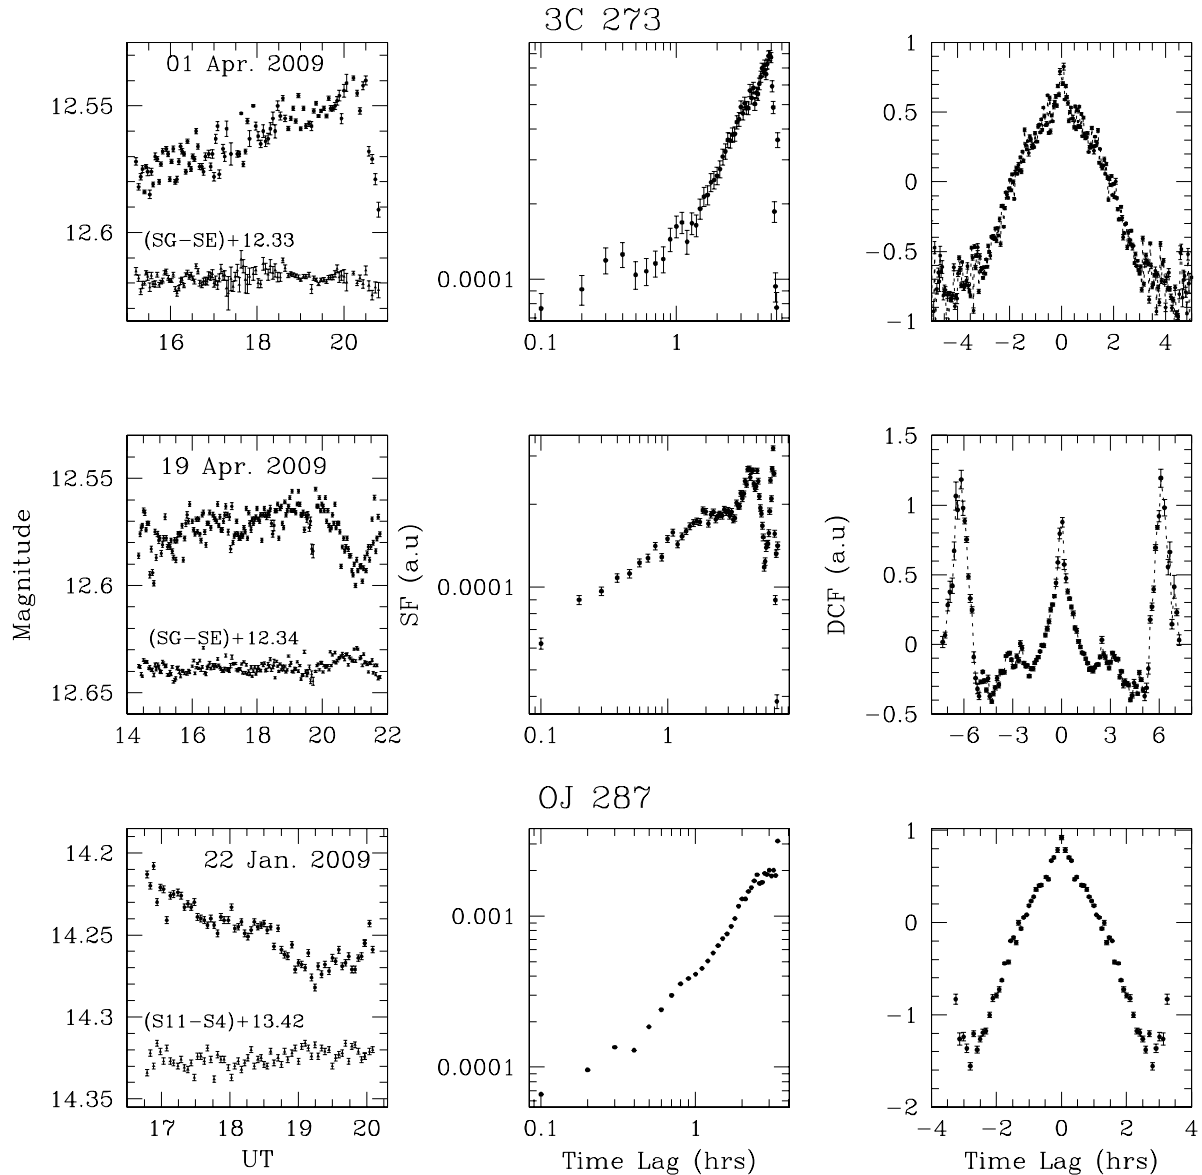 3C 273
01 Apr. 2009
12.55
12.6
(SG-SE)+12.33
16 18 20
0.0001
0.1 1
1
0.5
0
-0.5
-1
-4 -2 0 2 4
19 Apr. 2009
12.55
12.6
(SG-SE)+12.34
12.65
14 16 18 20 22
Magnitude
SF (a.u)
0.0001
0.1 1
DCF (a.u)
1.5
1
0.5
0
-0.5
-6 -3 0 3 6
OJ 287
22 Jan. 2009
14.2
14.25
14.3
14.35
(S11-S4)+13.42
17 18 19 20
UT
0.001
0.0001
0.1 1
Time Lag (hrs)
1
0
-1
-2
-4 -2 0 2 4
Time Lag (hrs)